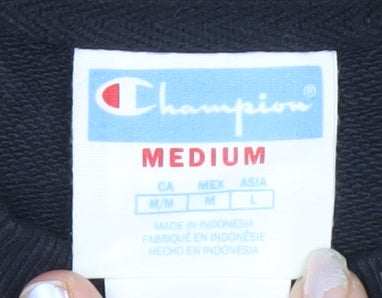 Champion®
MEDIUM
CA MEX ASIA
M/M M L
MADE IN INDONESIA
FABRIQUÉ EN INDONÉSIE
HECHO EN INDONESIA